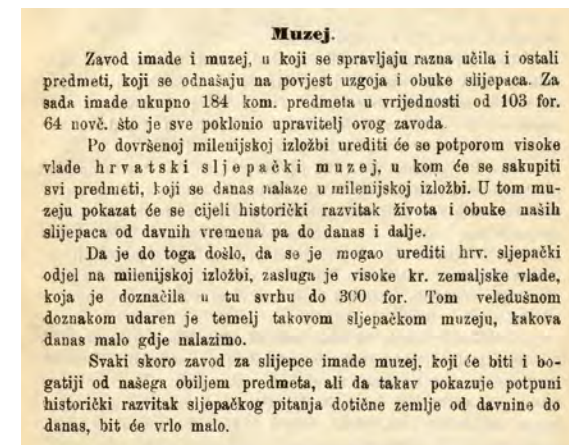 Muzej.
Zavod imade i muzej, u koji se spravljaju razna učila i ostali
predmeti, koji se odnašaju na povjest uzgoja i obuke slijepaca. Za
sada imade ukupno 184 kom. predmeta u vrijednosti od 103 for.
64 novč. što je sve poklonio upravitelj ovog zavoda.
Po dovršenoj milenijskoj izložbi urediti će se potporom visoke
vlade hrvatski sljepački muzej, u kom će se sakupiti
svi predmeti, koji se danas nalaze u milenijskoj izložbi. U tom mu-
zeju pokazat će se cijeli historički razvitak života i obuke naših
slijepaca od davnih vremena pa do danas i dalje.
Da je do toga došlo, da se je mogao urediti hrv. sljepački
odjel na milenijskoj izložbi, zasluga je visoke kr. zemaljske vlade,
koja je doznačila u tu svrhu do 300 for. Tom veledušnom
doznakom udaren je temelj takovom sljepačkom muzeju, kakova
danas malo gdje nalazimo.
Svaki skoro zavod za slijepce imade muzej, koji će biti i bo-
gatiji od našega obiljem predmeta, ali da takav pokazuje potpuni
historički razvitak sljepačkog pitanja dotične zemlje od davnine do
danas, bit će vrlo malo.